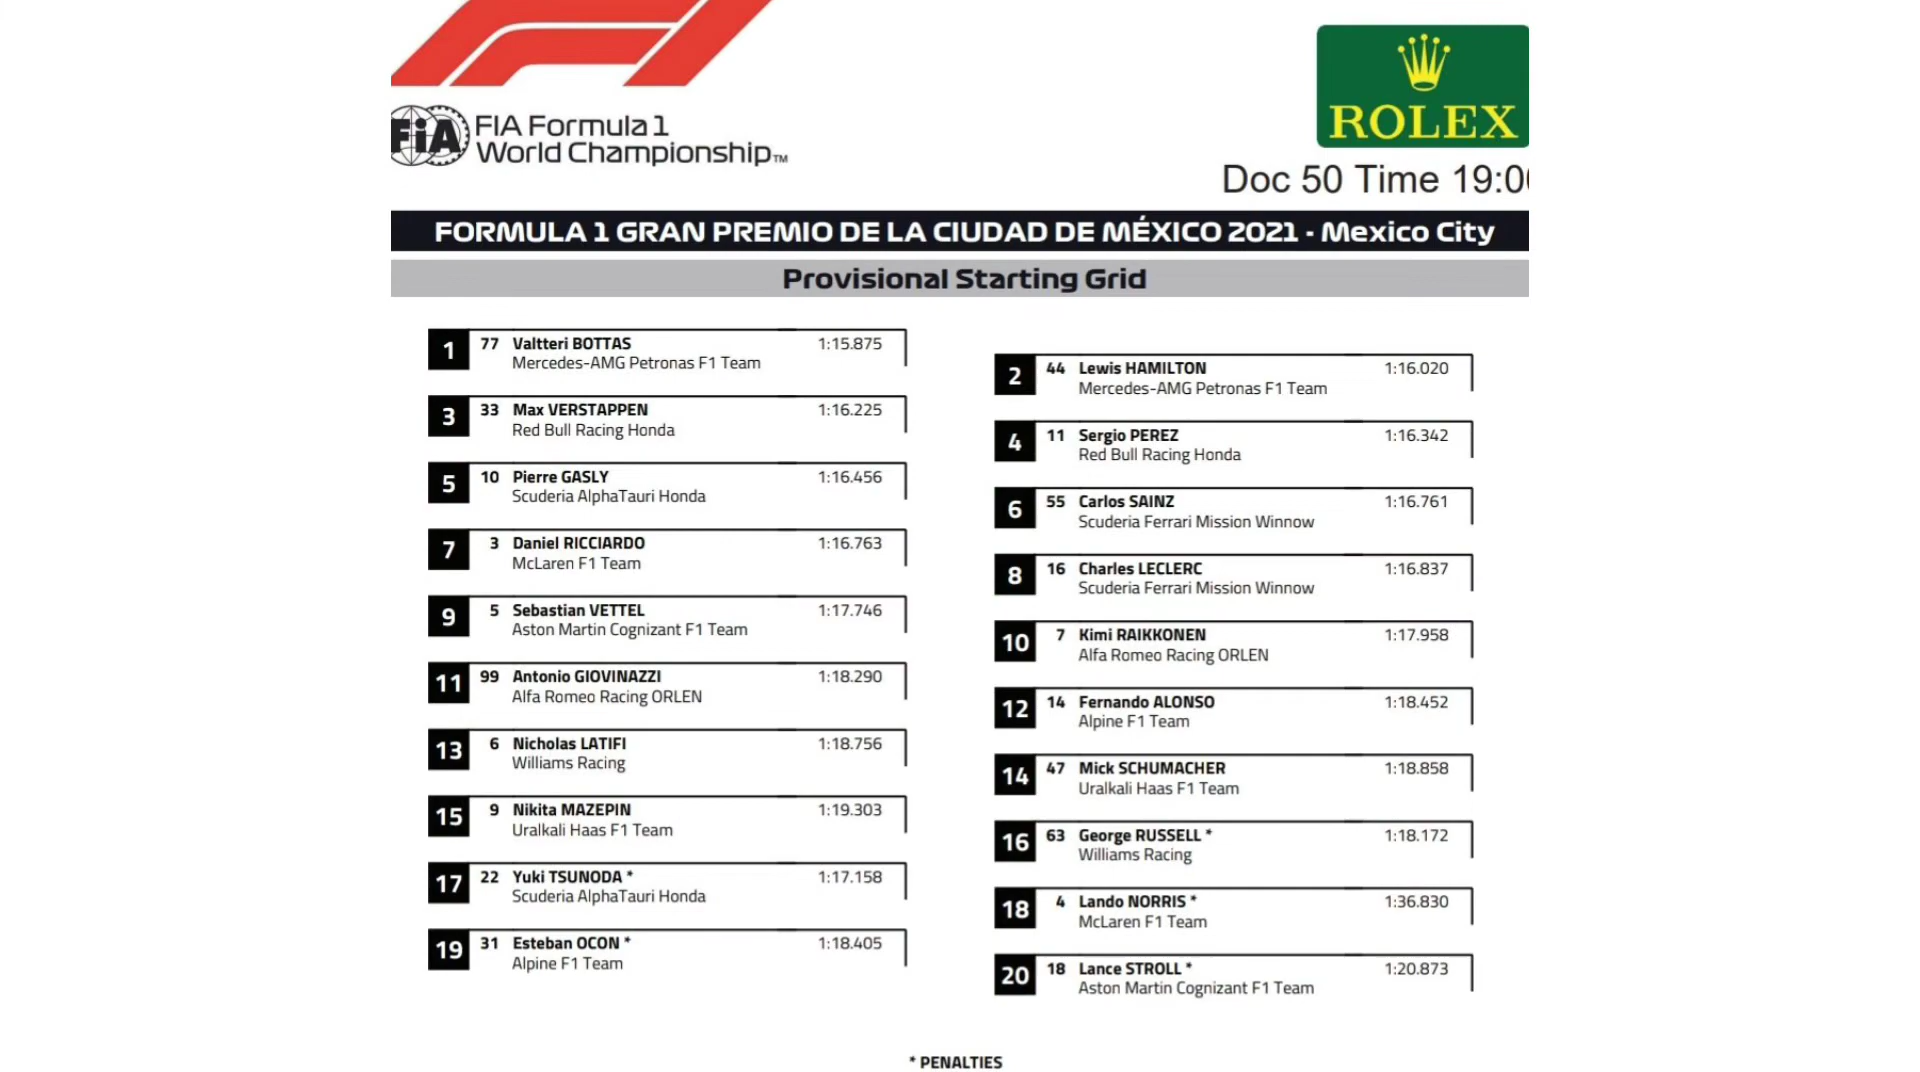 FiA FIA Formula 1
World Championship™
ROLEX
Doc 50 Time 19:0
FORMULA 1 GRAN PREMIO DE LA CIUDAD DE MÉXICO 2021 - Mexico City
Provisional Starting Grid
1 77 Valtteri BOTTAS 1:15.875
Mercedes-AMG Petronas F1 Team
2 44 Lewis HAMILTON 1:16.020
Mercedes-AMG Petronas F1 Team
3 33 Max VERSTAPPEN 1:16.225
Red Bull Racing Honda
4 11 Sergio PEREZ 1:16.342
Red Bull Racing Honda
5 10 Pierre GASLY 1:16.456
Scuderia AlphaTauri Honda
6 55 Carlos SAINZ 1:16.761
Scuderia Ferrari Mission Winnow
7 3 Daniel RICCIARDO 1:16.763
McLaren F1 Team
8 16 Charles LECLERC 1:16.837
Scuderia Ferrari Mission Winnow
9 5 Sebastian VETTEL 1:17.746
Aston Martin Cognizant F1 Team
10 7 Kimi RAIKKONEN 1:17.958
Alfa Romeo Racing ORLEN
11 99 Antonio GIOVINAZZI 1:18.290
Alfa Romeo Racing ORLEN
12 14 Fernando ALONSO 1:18.452
Alpine F1 Team
13 6 Nicholas LATIFI 1:18.756
Williams Racing
14 47 Mick SCHUMACHER 1:18.858
Uralkali Haas F1 Team
15 9 Nikita MAZEPIN 1:19.303
Uralkali Haas F1 Team
16 63 George RUSSELL * 1:18.172
Williams Racing
17 22 Yuki TSUNODA * 1:17.158
Scuderia AlphaTauri Honda
18 4 Lando NORRIS * 1:36.830
McLaren F1 Team
19 31 Esteban OCON * 1:18.405
Alpine F1 Team
20 18 Lance STROLL * 1:20.873
Aston Martin Cognizant F1 Team
* PENALTIES